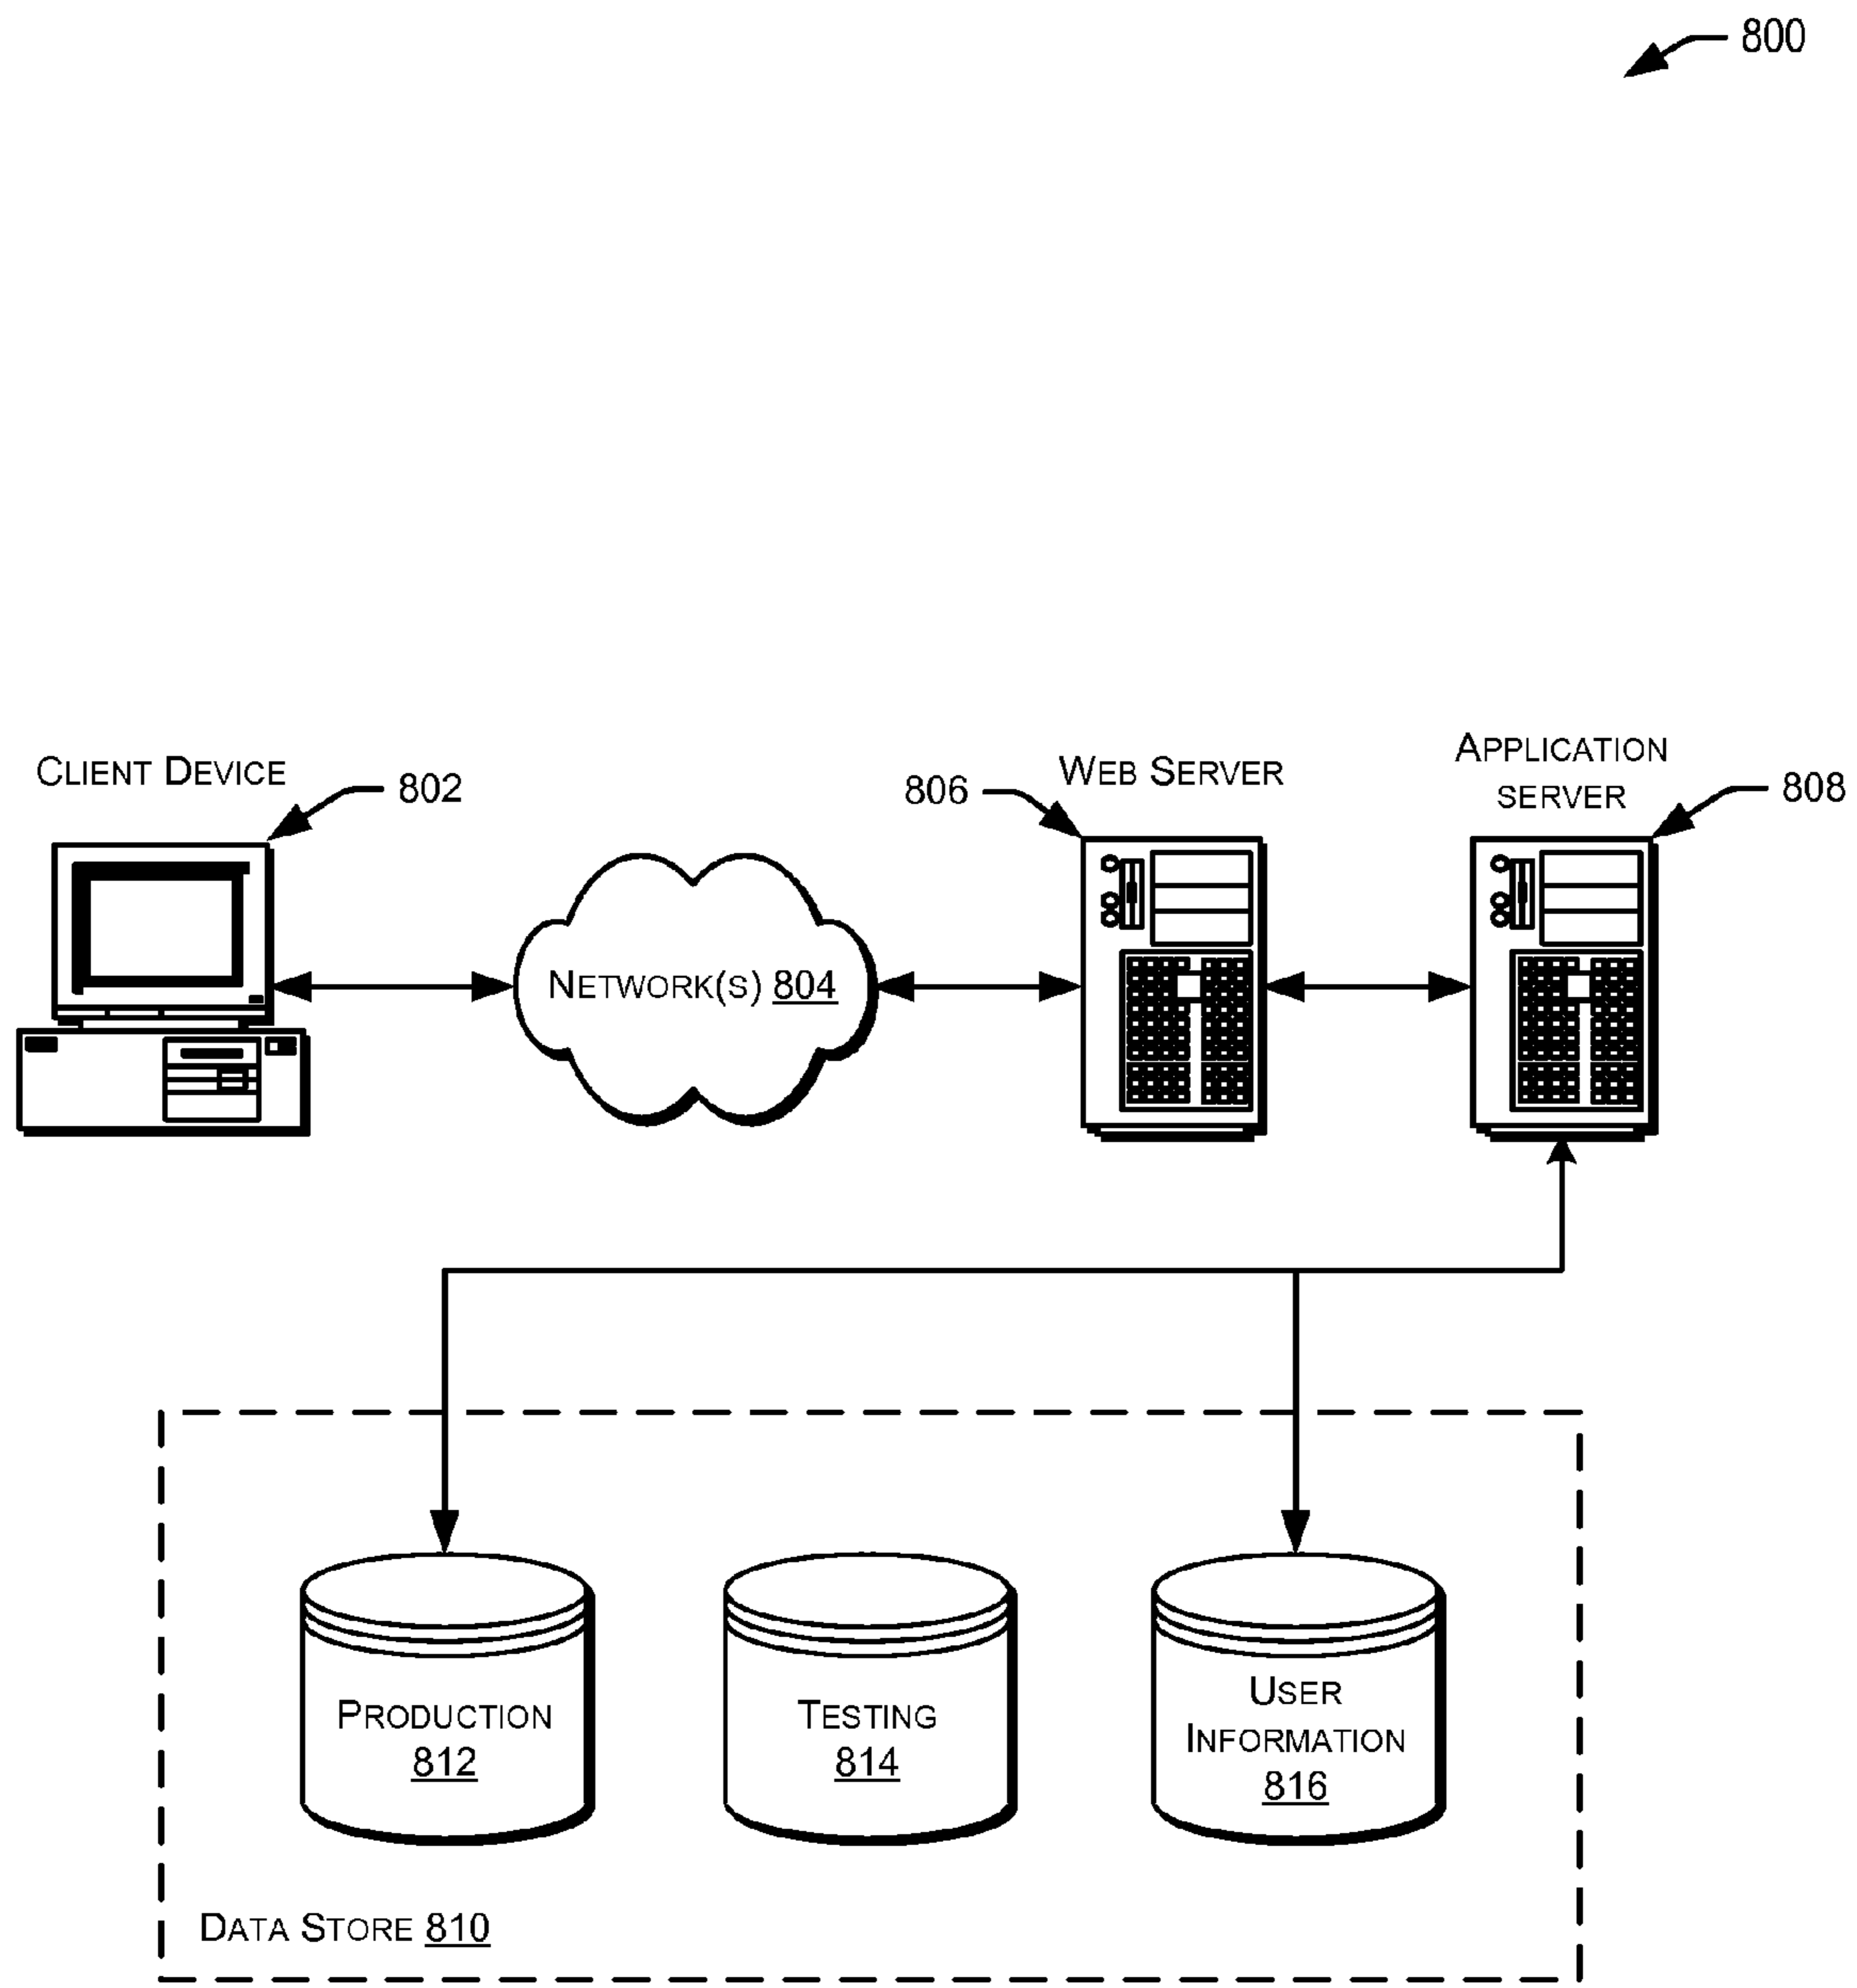 800
CLIENT DEVICE
802
NETWORK(S) 804
806
WEB SERVER
APPLICATION
SERVER
808
PRODUCTION
812
TESTING
814
USER
INFORMATION
816
DATA STORE 810